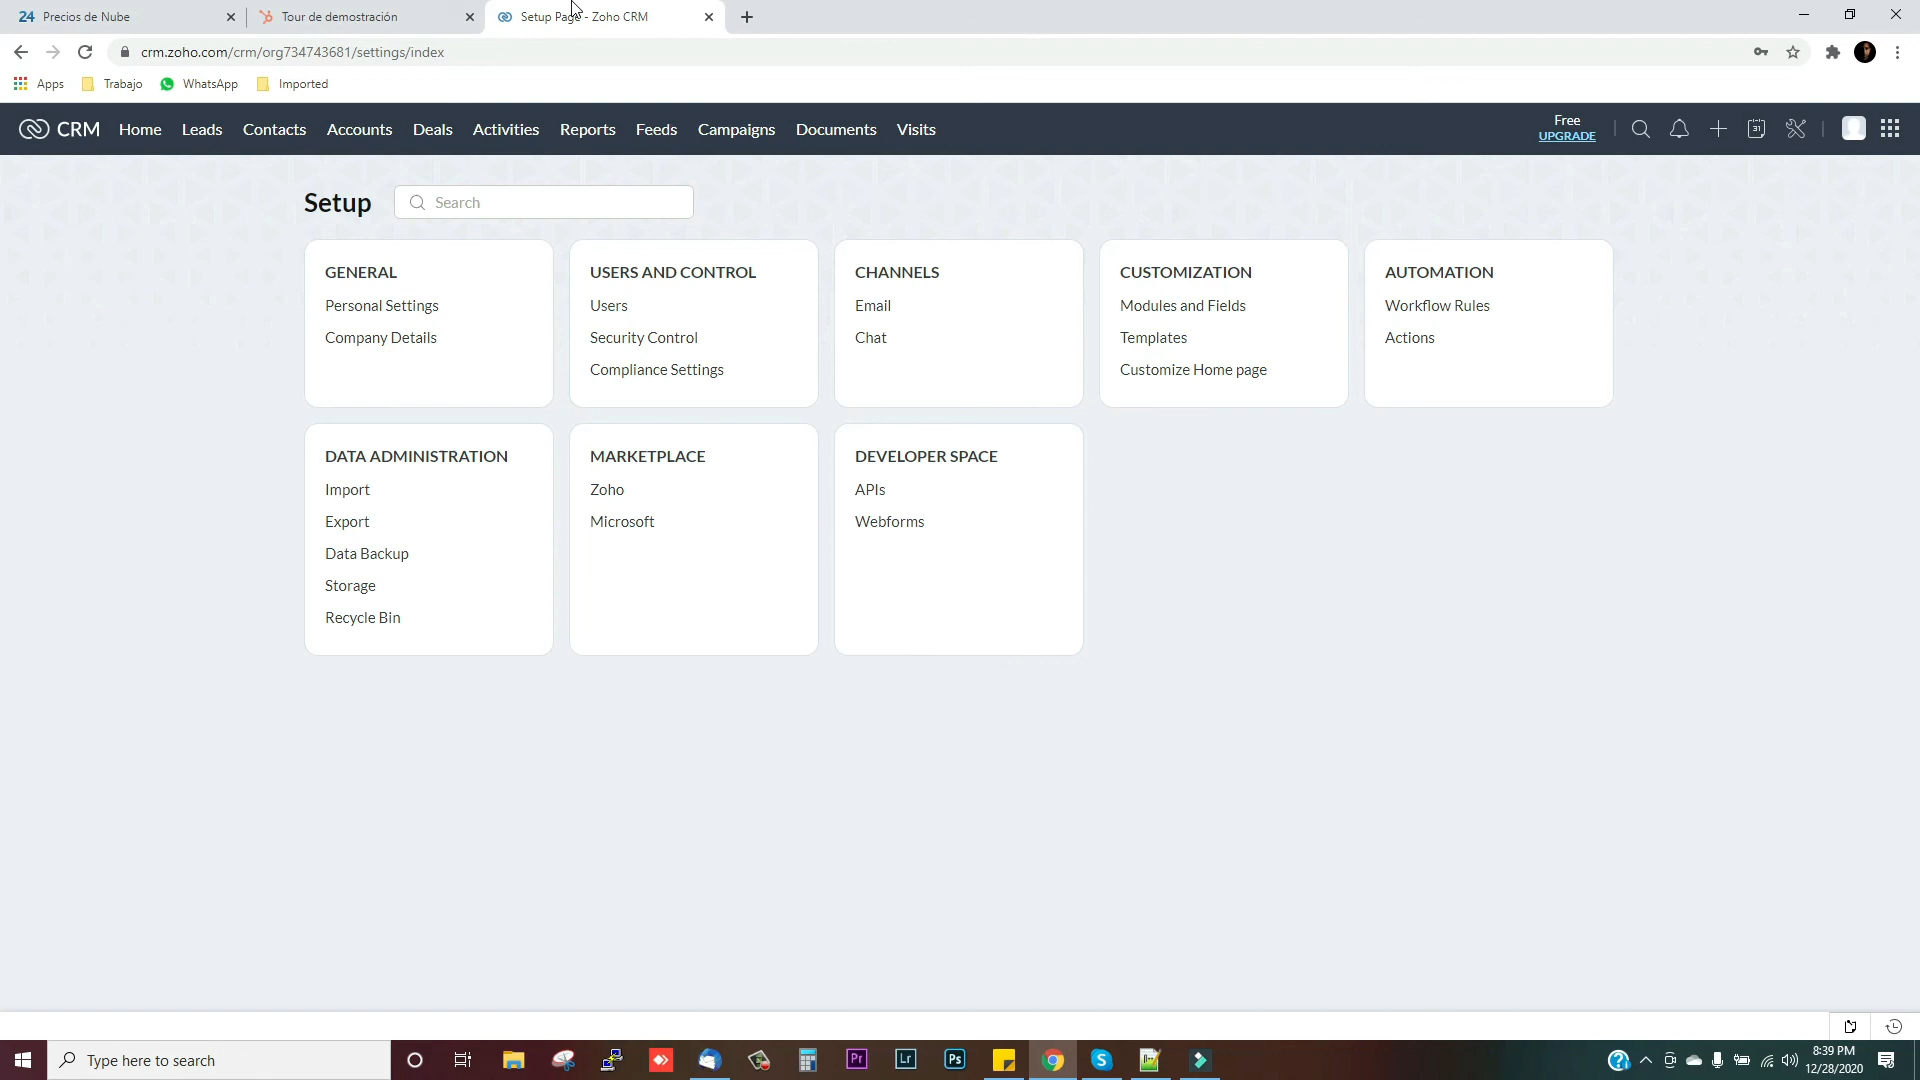 24 Precios de Nube
Tour de demostración
Setup Page - Zoho CRM
crm.zoho.com/crm/org734743681/settings/index
Apps Trabajo WhatsApp Imported
CRM Home Leads Contacts Accounts Deals Activities Reports Feeds Campaigns Documents Visits
Free
UPGRADE
31
Setup
Search
GENERAL
Personal Settings
Company Details
USERS AND CONTROL
Users
Security Control
Compliance Settings
CHANNELS
Email
Chat
CUSTOMIZATION
Modules and Fields
Templates
Customize Home page
AUTOMATION
Workflow Rules
Actions
DATA ADMINISTRATION
Import
Export
Data Backup
Storage
Recycle Bin
MARKETPLACE
Zoho
Microsoft
DEVELOPER SPACE
APIs
Webforms
Type here to search
Pr
Lr
Ps
8:39 PM
12/28/2020